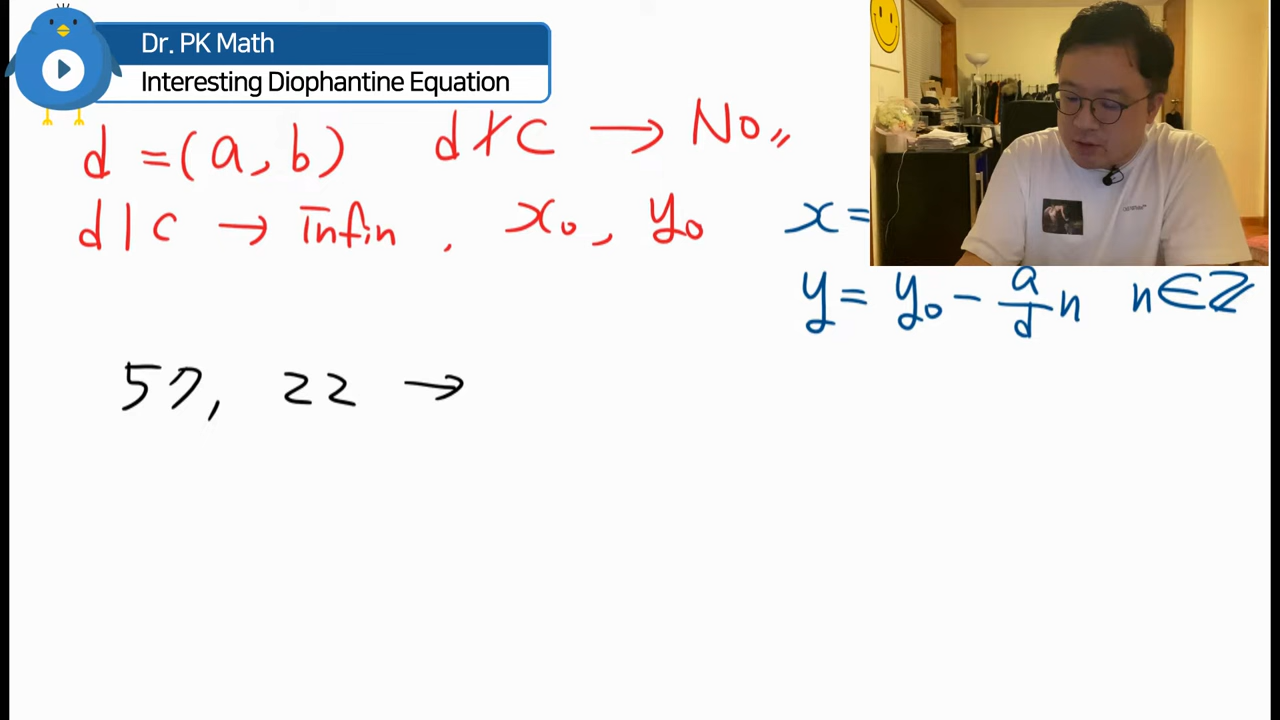 Dr. PK Math
Interesting Diophantine Equation
d = (a, b) d∤c → No
d | c → Infin , x₀, y₀ x =
y = y₀ - a/d n n∈ℤ
57, 22 →